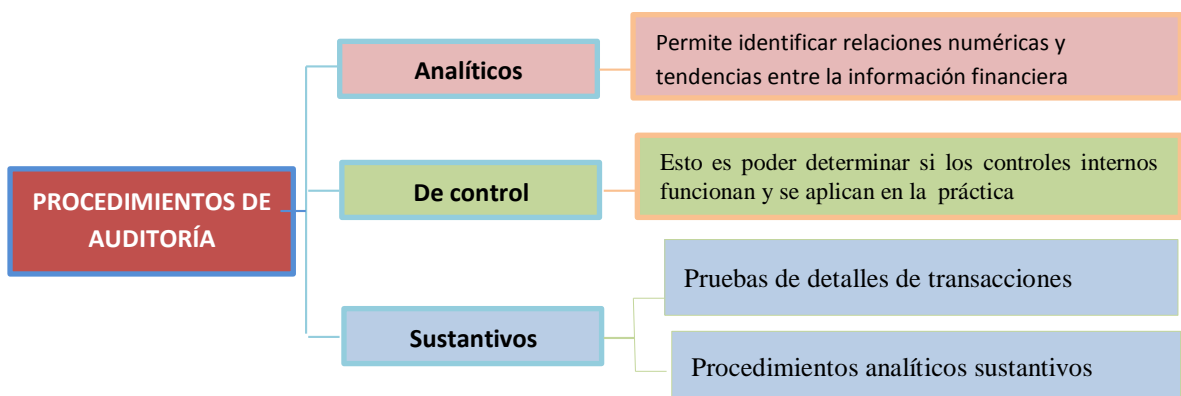 PROCEDIMIENTOS DE
AUDITORÍA
Analíticos
Permite identificar relaciones numéricas y
tendencias entre la información financiera
De control
Esto es poder determinar si los controles internos
funcionan y se aplican en la práctica
Sustantivos
Pruebas de detalles de transacciones
Procedimientos analíticos sustantivos